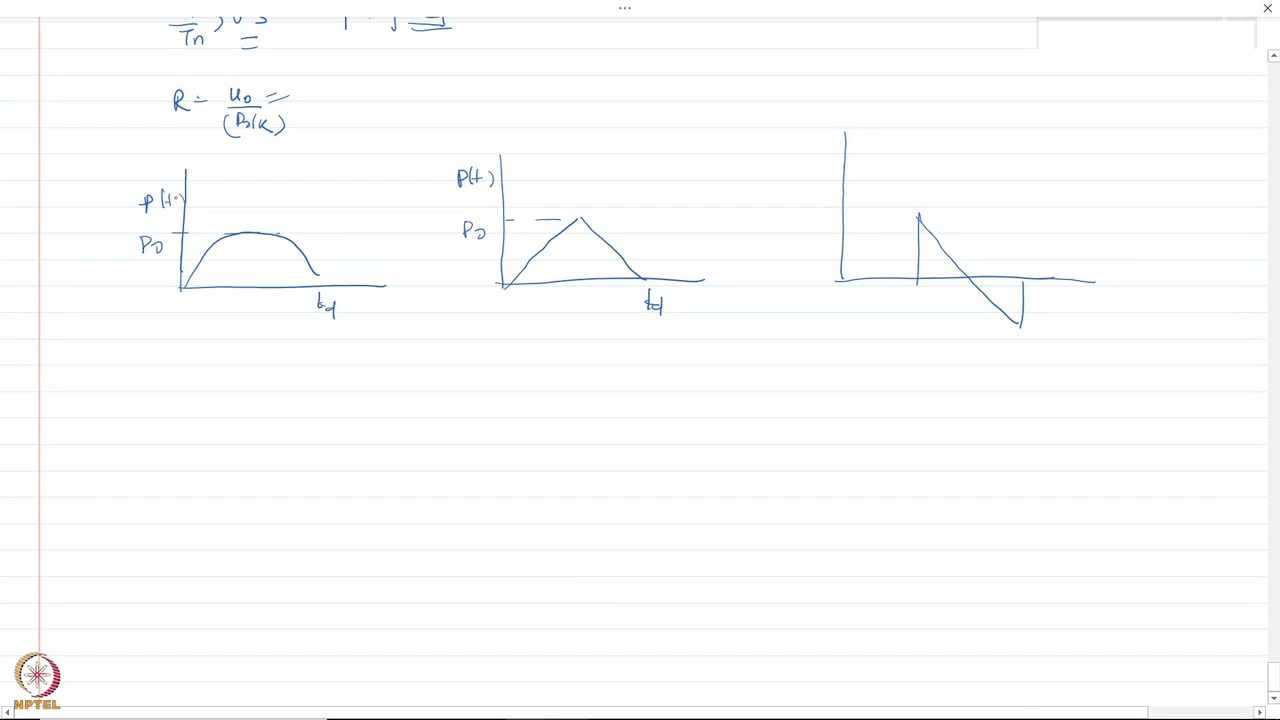 Tn
R = u0 =
(P0/K)
p(t)
P0
td
p(t)
P0
td
NPTEL